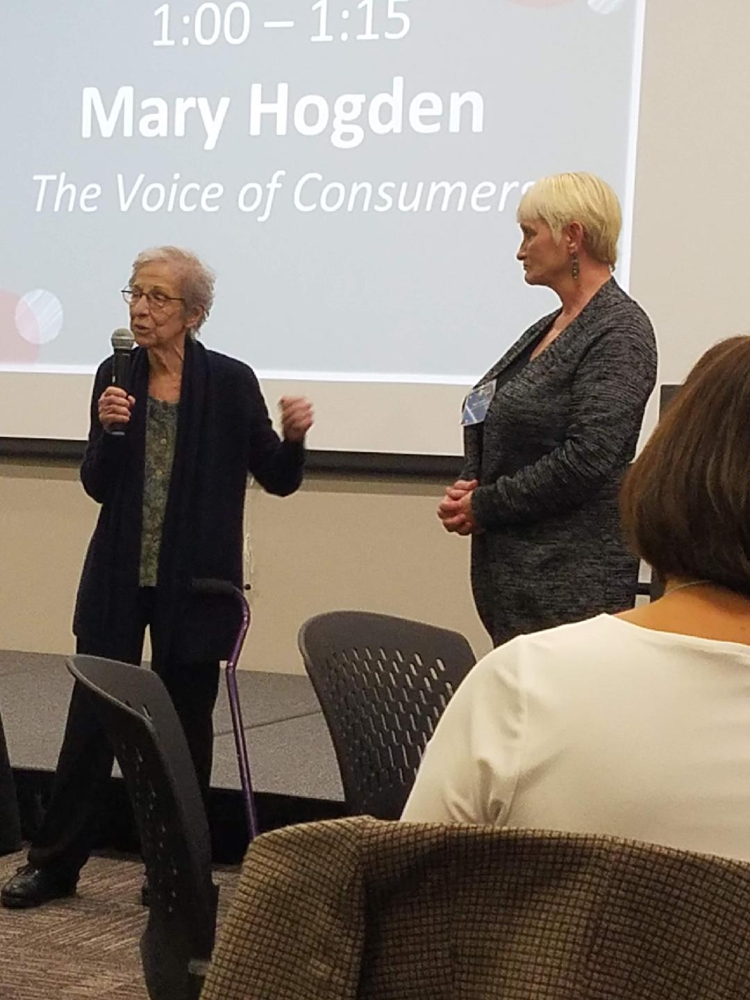 1:00 – 1:15
Mary Hogden
The Voice of Consumers